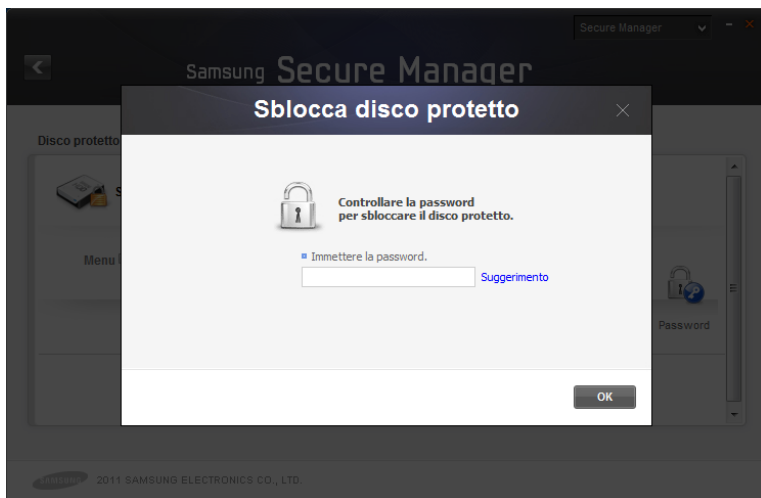 Secure Manager
Samsung Secure Manager
Sblocca disco protetto
Disco protetto
S
Controllare la password
per sbloccare il disco protetto.
Menu
Immettere la password.
Suggerimento
Password
OK
SAMSUNG 2011 SAMSUNG ELECTRONICS CO., LTD.